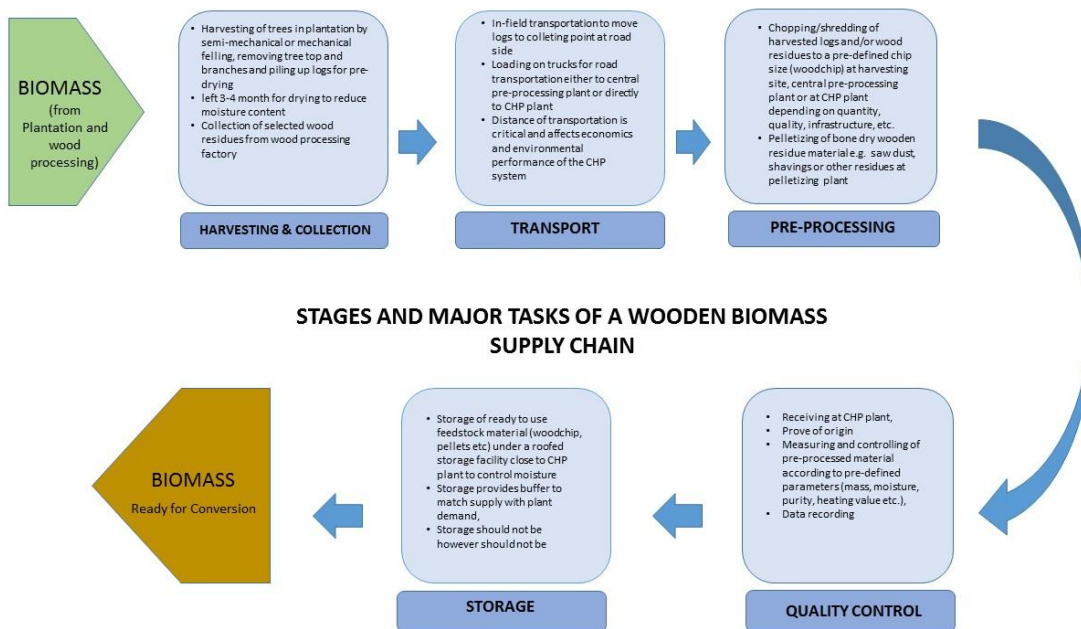 BIOMASS
(from
Plantation and
wood
processing)
• Harvesting of trees in plantation by
semi-mechanical or mechanical
felling, removing tree top and
branches and piling up logs for pre-
drying
• left 3-4 month for drying to reduce
moisture content
• Collection of selected wood
residues from wood processing
factory
HARVESTING & COLLECTION
• In-field transportation to move
logs to colleting point at road
side
• Loading on trucks for road
transportation either to central
pre-processing plant or directly
to CHP plant
• Distance of transportation is
critical and affects economics
and environmental
performance of the CHP
system
TRANSPORT
• Chopping/shredding of
harvested logs and/or wood
residues to a pre-defined chip
size (woodchip) at harvesting
site, central pre-processing
plant or at CHP plant
depending on quantity,
quality, infrastructure, etc.
• Pelletizing of bone dry wooden
residue material e.g. saw dust,
shavings or other residues at
pelletizing plant
PRE-PROCESSING
STAGES AND MAJOR TASKS OF A WOODEN BIOMASS
SUPPLY CHAIN
BIOMASS
Ready for Conversion
• Storage of ready to use
feedstock material (woodchip,
pellets etc) under a roofed
storage facility close to CHP
plant to control moisture
• Storage provides buffer to
match supply with plant
demand,
• Storage should not be
however should not be
STORAGE
• Receiving at CHP plant,
• Prove of origin
• Measuring and controlling of
pre-processed material
according to pre-defined
parameters (mass, moisture,
purity, heating value etc.),
• Data recording
QUALITY CONTROL